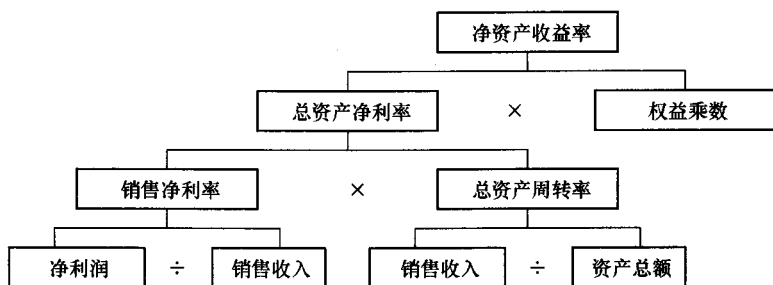 净资产收益率
总资产净利率 × 权益乘数
销售净利率 × 总资产周转率
净利润 ÷ 销售收入 销售收入 ÷ 资产总额